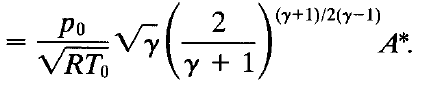 = \frac{p_0}{\sqrt{RT_0}} \sqrt{\gamma} \left( \frac{2}{\gamma + 1} \right)^{(\gamma+1)/2(\gamma-1)} A^*.